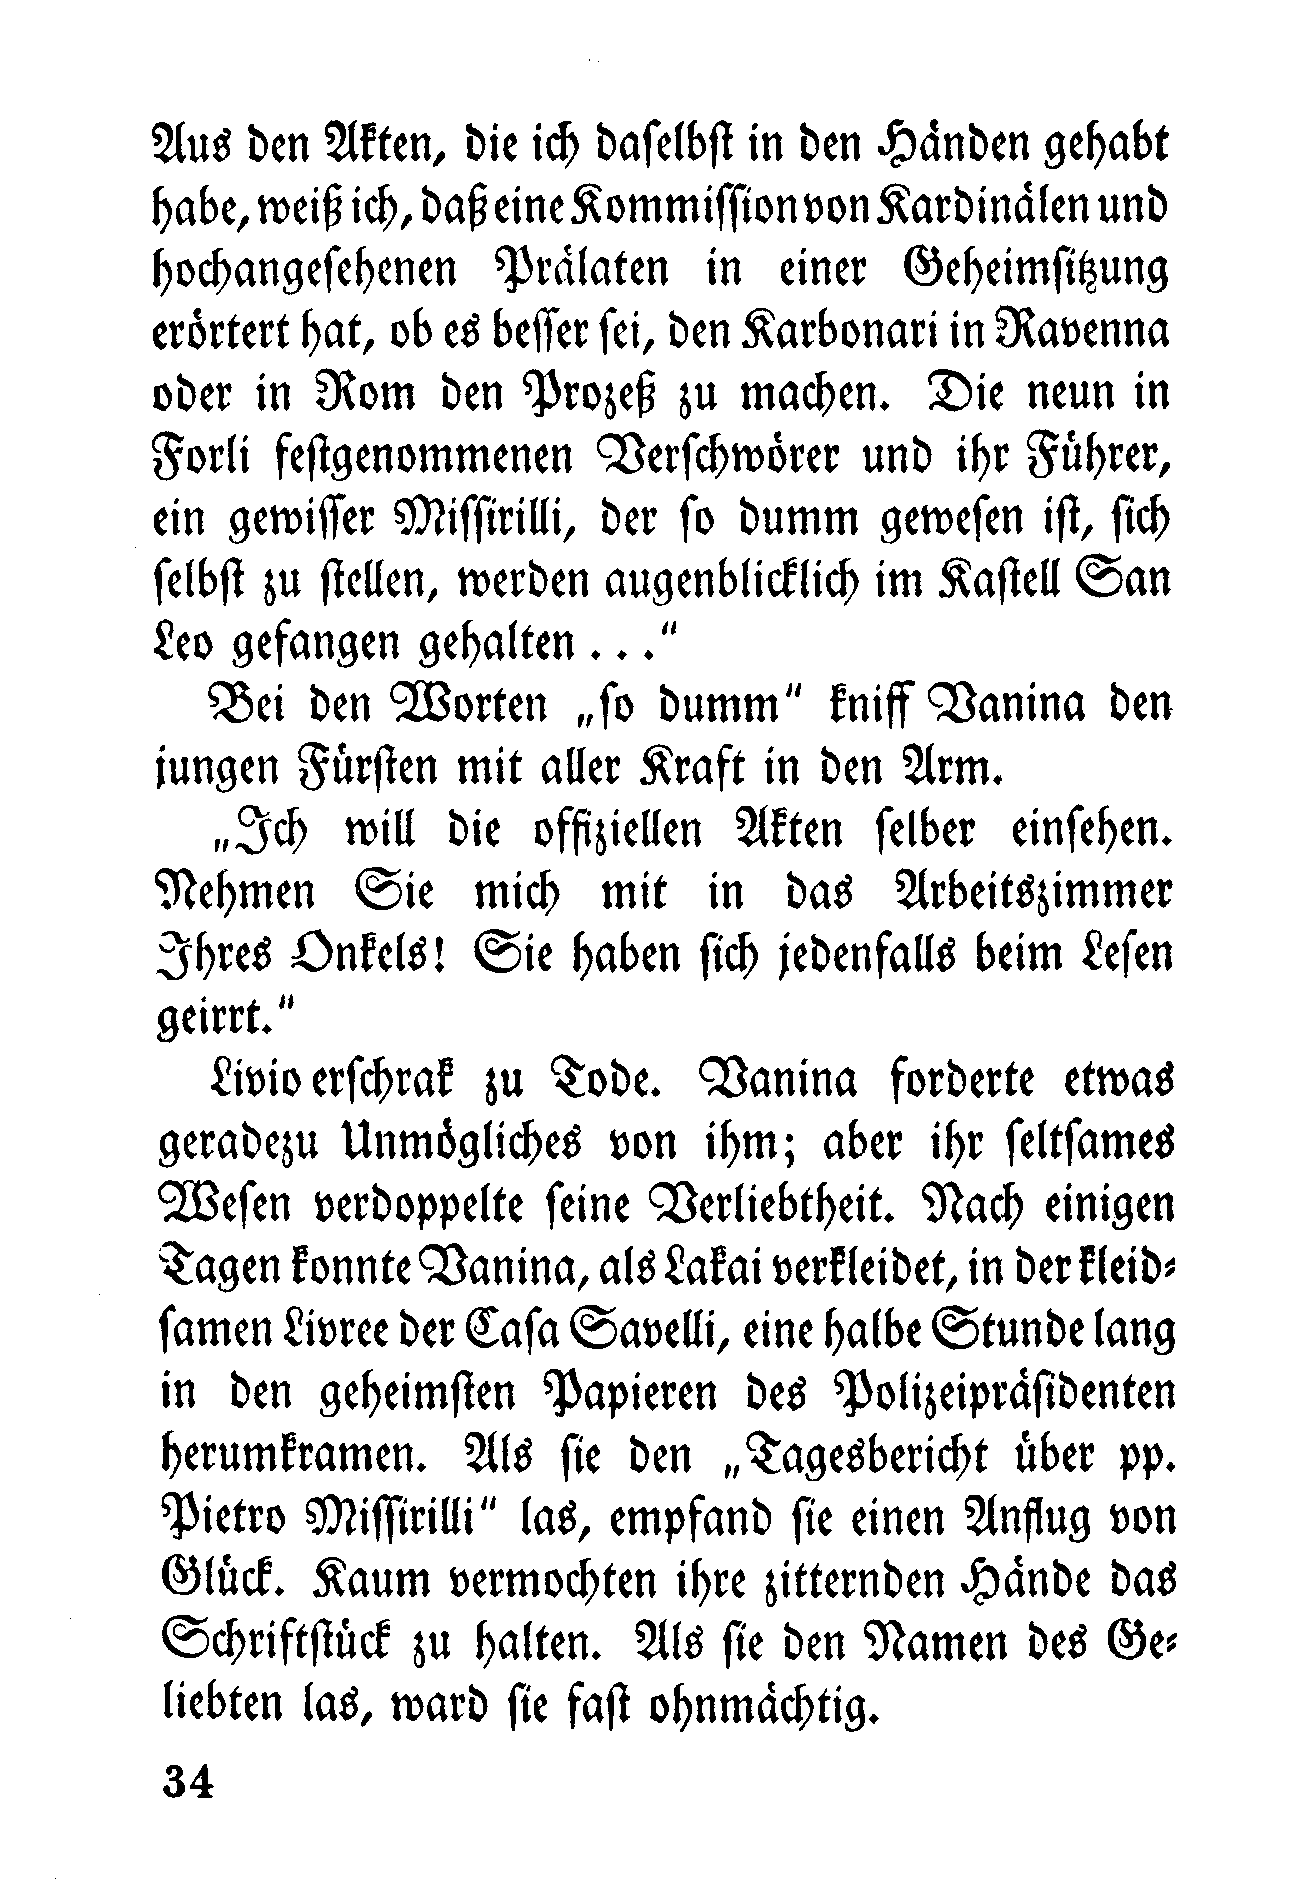 Aus den Akten, die ich daselbst in den Händen gehabt
habe, weiß ich, daß eine Kommission von Kardinälen und
hochangesehenen Prälaten in einer Geheimsitzung
erörtert hat, ob es besser sei, den Karbonari in Ravenna
oder in Rom den Prozeß zu machen. Die neun in
Forli festgenommenen Verschwörer und ihr Führer,
ein gewisser Missirilli, der so dumm gewesen ist, sich
selbst zu stellen, werden augenblicklich im Kastell San
Leo gefangen gehalten . . .“
Bei den Worten „so dumm“ kniff Vanina den
jungen Fürsten mit aller Kraft in den Arm.
„Ich will die offiziellen Akten selber einsehen.
Nehmen Sie mich mit in das Arbeitszimmer
Ihres Onkels! Sie haben sich jedenfalls beim Lesen
geirrt.“
Livio erschrak zu Tode. Vanina forderte etwas
geradezu Unmögliches von ihm; aber ihr seltsames
Wesen verdoppelte seine Verliebtheit. Nach einigen
Tagen konnte Vanina, als Lakai verkleidet, in der kleid-
samen Livree der Casa Savelli, eine halbe Stunde lang
in den geheimsten Papieren des Polizeipräsidenten
herumkramen. Als sie den „Tagesbericht über pp.
Pietro Missirilli“ las, empfand sie einen Anflug von
Glück. Kaum vermochten ihre zitternden Hände das
Schriftstück zu halten. Als sie den Namen des Ge-
liebten las, ward sie fast ohnmächtig.
34